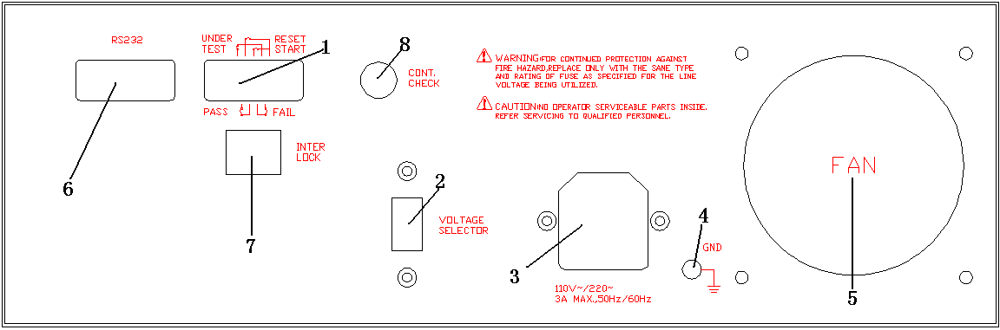 RS232
UNDER TEST
RESET START
1
8
CONT.
CHECK
PASS
FAIL
INTER
LOCK
6
7
2
VOLTAGE
SELECTOR
WARNING:FOR CONTINUED PROTECTION AGAINST
FIRE HAZARD,REPLACE ONLY WITH THE SANE TYPE
AND RATING OF FUSE AS SPECIFIED FOR THE LINE
VOLTAGE BEING UTILIZED.
CAUTION:NO OPERATOR SERVICEABLE PARTS INSIDE.
REFER SERVICING TO QUALIFIED PERSONNEL.
3
110V~/220~
3A MAX.,50Hz/60Hz
4
GND
FAN
5